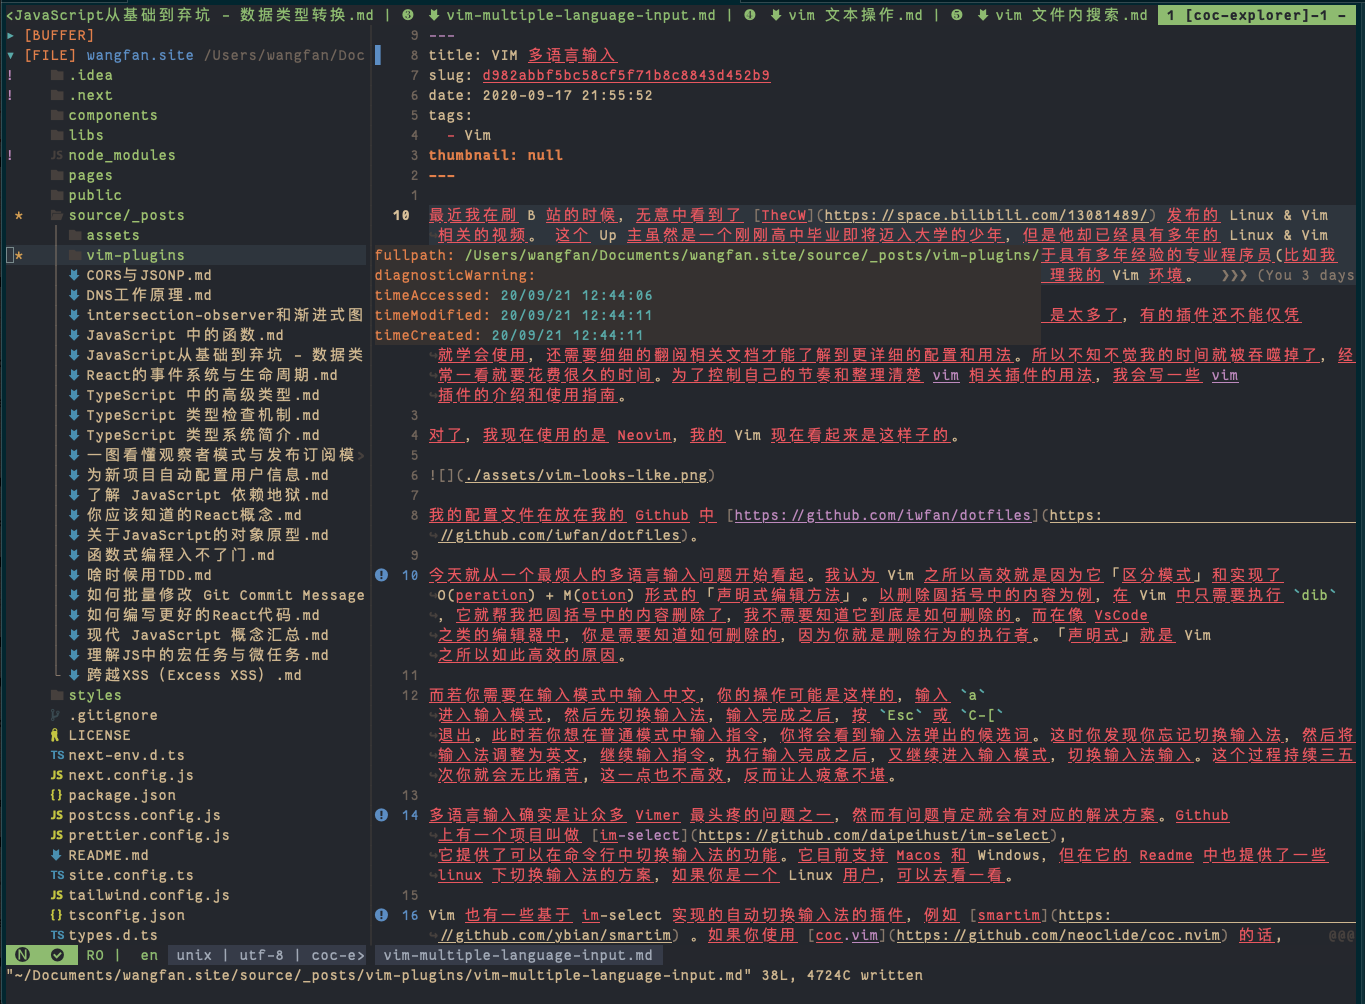 <JavaScript从基础到弃坑 - 数据类型转换.md | ❸ vim-multiple-language-input.md | ❹ vim 文本操作.md | ❺ vim 文件内搜索.md 1 [coc-explorer]-1 -
[BUFFER]
[FILE] wangfan.site /Users/wangfan/Doc
! .idea
! .next
components
libs
! JS node_modules
pages
public
* source/_posts
assets
* vim-plugins
CORS与JSONP.md
DNS工作原理.md
intersection-observer和渐进式图
JavaScript 中的函数.md
JavaScript从基础到弃坑 - 数据类
React的事件系统与生命周期.md
TypeScript 中的高级类型.md
TypeScript 类型检查机制.md
TypeScript 类型系统简介.md
一图看懂观察者模式与发布订阅模>
为新项目自动配置用户信息.md
了解 JavaScript 依赖地狱.md
你应该知道的React概念.md
关于JavaScript的对象原型.md
函数式编程入不了门.md
啥时候用TDD.md
如何批量修改 Git Commit Message
如何编写更好的React代码.md
现代 JavaScript 概念汇总.md
理解JS中的宏任务与微任务.md
跨越XSS（Excess XSS）.md
styles
.gitignore
LICENSE
TS next-env.d.ts
JS next.config.js
{} package.json
JS postcss.config.js
JS prettier.config.js
README.md
TS site.config.ts
JS tailwind.config.js
{} tsconfig.json
TS types.d.ts
9 ---
8 title: VIM 多语言输入
7 slug: d982abbf5bc58cf5f71b8c8843d452b9
6 date: 2020-09-17 21:55:52
5 tags:
4 - Vim
3 thumbnail: null
2 ---
1
10 最近我在刷 B 站的时候, 无意中看到了 [TheCW](https://space.bilibili.com/13081489/) 发布的 Linux & Vim
相关的视频。 这个 Up 主虽然是一个刚刚高中毕业即将迈入大学的少年, 但是他却已经具有多年的 Linux & Vim
fullpath: /Users/wangfan/Documents/wangfan.site/source/_posts/vim-plugins/于具有多年经验的专业程序员(比如我
diagnosticWarning: 理我的 Vim 环境。 ❯❯❯ (You 3 days
timeAccessed: 20/09/21 12:44:06
timeModified: 20/09/21 12:44:11 是太多了, 有的插件还不能仅凭
timeCreated: 20/09/21 12:44:11
就学会使用, 还需要细细的翻阅相关文档才能了解到更详细的配置和用法。所以不知不觉我的时间就被吞噬掉了, 经
常一看就要花费很久的时间。为了控制自己的节奏和整理清楚 vim 相关插件的用法, 我会写一些 vim
插件的介绍和使用指南。
3
4 对了, 我现在使用的是 Neovim, 我的 Vim 现在看起来是这样子的。
5
6 ![](./assets/vim-looks-like.png)
7
8 我的配置文件在放在我的 Github 中 [https://github.com/iwfan/dotfiles](https:
//github.com/iwfan/dotfiles)。
9
10 今天就从一个最烦人的多语言输入问题开始看起。我认为 Vim 之所以高效就是因为它「区分模式」和实现了
O(peration) + M(otion) 形式的「声明式编辑方法」。以删除圆括号中的内容为例, 在 Vim 中只需要执行 `dib`
, 它就帮我把圆括号中的内容删除了, 我不需要知道它到底是如何删除的。而在像 VsCode
之类的编辑器中, 你是需要知道如何删除的, 因为你就是删除行为的执行者。「声明式」就是 Vim
之所以如此高效的原因。
11
12 而若你需要在输入模式中输入中文, 你的操作可能是这样的, 输入 `a`
进入输入模式, 然后先切换输入法, 输入完成之后, 按 `Esc` 或 `C-[`
退出。此时若你想在普通模式中输入指令, 你将会看到输入法弹出的候选词。这时你发现你忘记切换输入法, 然后将
输入法调整为英文, 继续输入指令。执行输入完成之后, 又继续进入输入模式, 切换输入法输入。这个过程持续三五
次你就会无比痛苦, 这一点也不高效, 反而让人疲惫不堪。
13
14 多语言输入确实是让众多 Vimer 最头疼的问题之一, 然而有问题肯定就会有对应的解决方案。Github
上有一个项目叫做 [im-select](https://github.com/daipeihust/im-select),
它提供了可以在命令行中切换输入法的功能。它目前支持 Macos 和 Windows, 但在它的 Readme 中也提供了一些
linux 下切换输入法的方案, 如果你是一个 Linux 用户, 可以去看一看。
15
16 Vim 也有一些基于 im-select 实现的自动切换输入法的插件, 例如 [smartim](https:
//github.com/ybian/smartim) 。如果你使用 [coc.vim](https://github.com/neoclide/coc.nvim) 的话, @@@
N RO | en unix | utf-8 | coc-e> vim-multiple-language-input.md
"~/Documents/wangfan.site/source/_posts/vim-plugins/vim-multiple-language-input.md" 38L, 4724C written